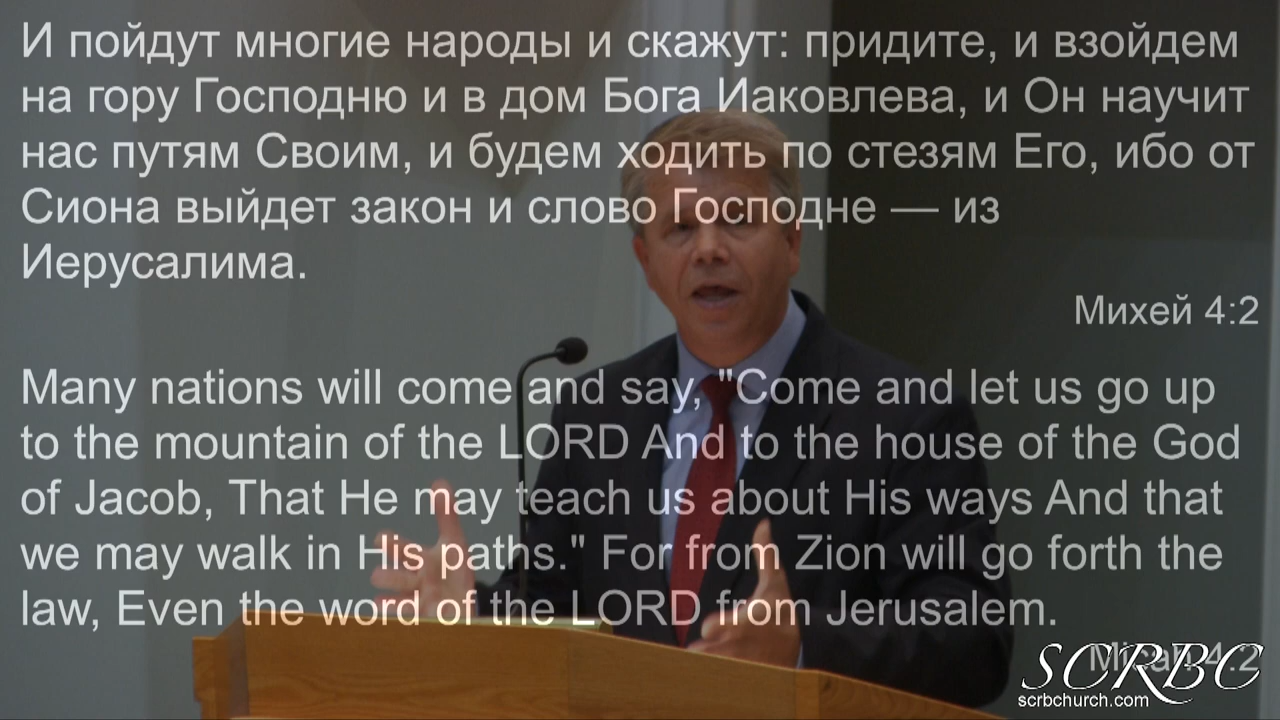 И пойдут многие народы и скажут: придите, и взойдем
на гору Господню и в дом Бога Иаковлева, и Он научит
нас путям Своим, и будем ходить по стезям Его, ибо от
Сиона выйдет закон и слово Господне — из
Иерусалима.
Михей 4:2
Many nations will come and say, "Come and let us go up
to the mountain of the LORD And to the house of the God
of Jacob, That He may teach us about His ways And that
we may walk in His paths." For from Zion will go forth the
law, Even the word of the LORD from Jerusalem.
Micah 4:2
SCRBC
scrbchurch.com